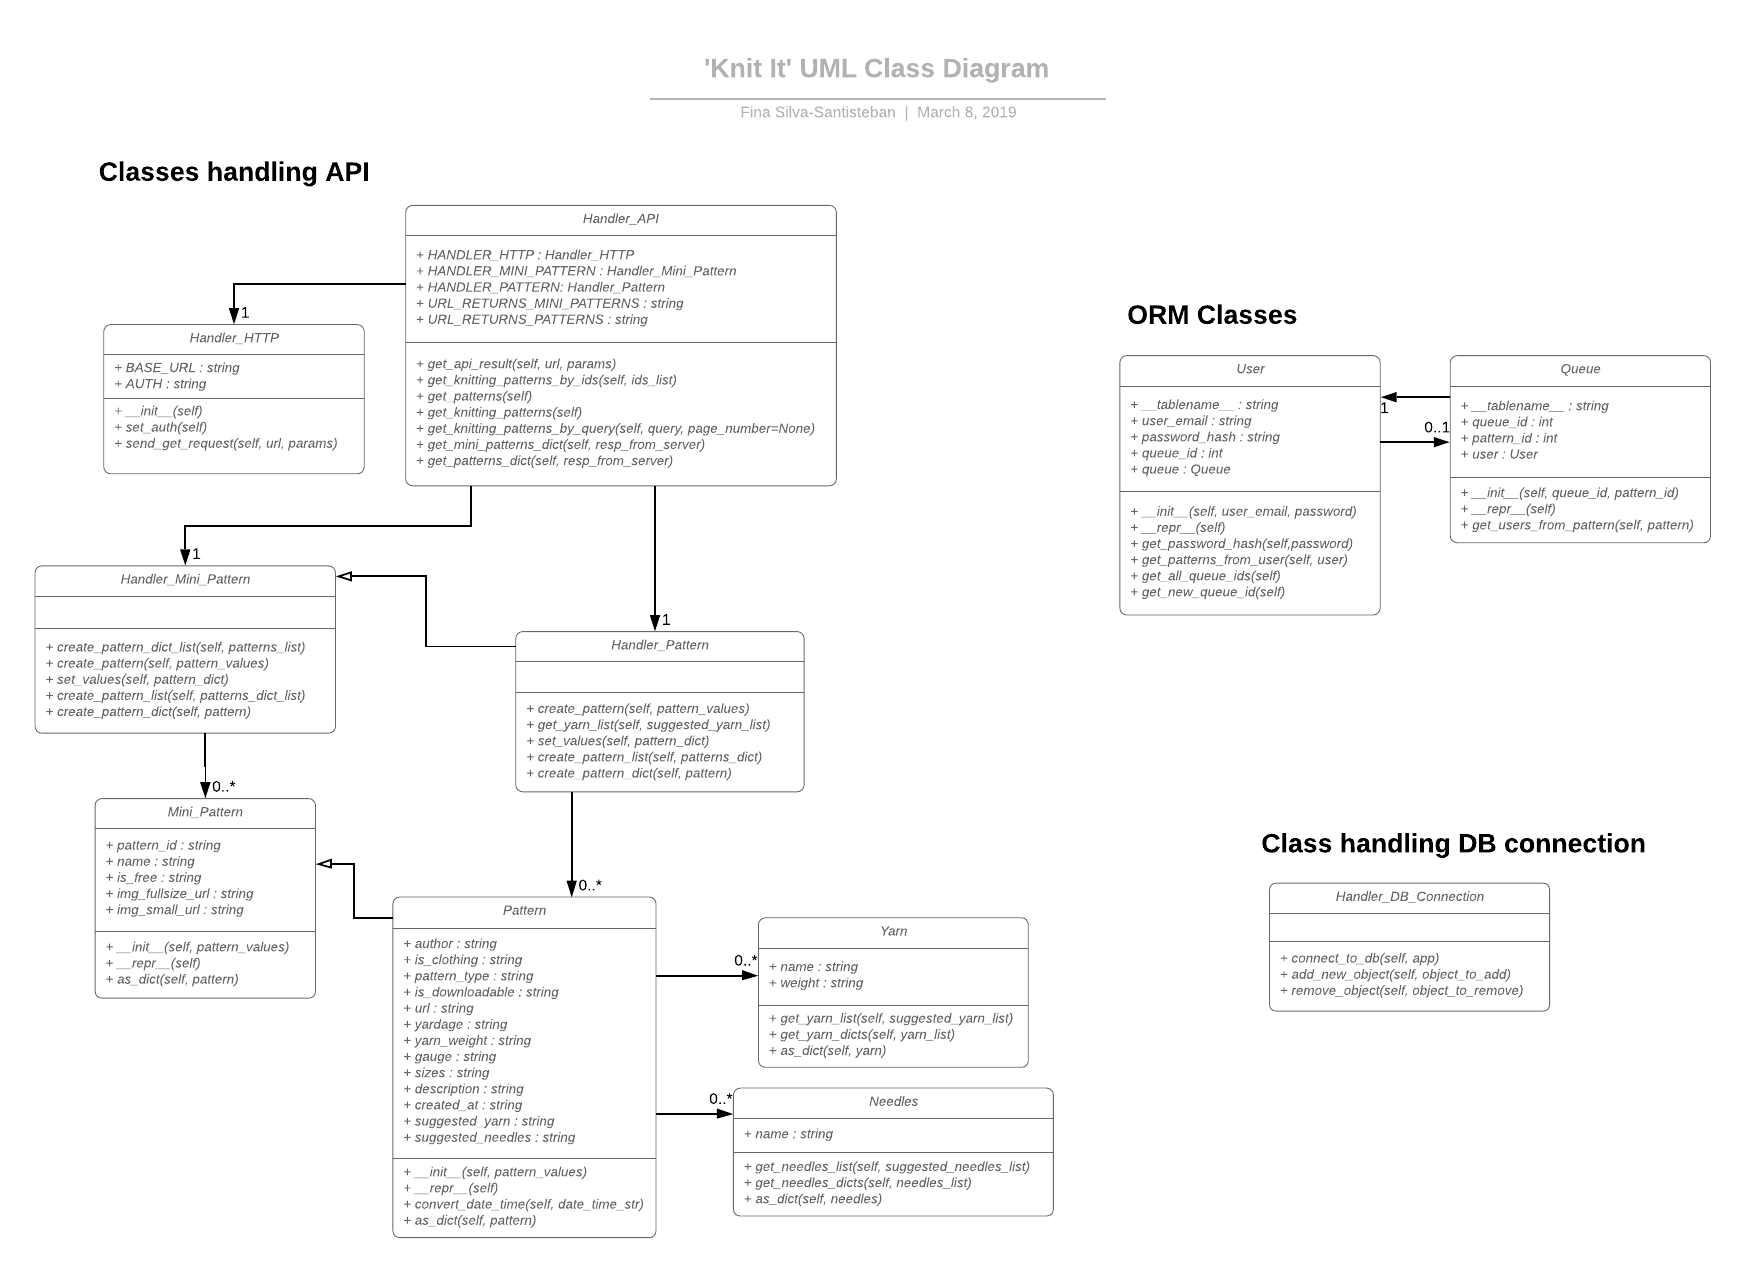 'Knit It' UML Class Diagram
Fina Silva-Santisteban | March 8, 2019
Classes handling API
Handler_API
+ HANDLER_HTTP : Handler_HTTP
+ HANDLER_MINI_PATTERN : Handler_Mini_Pattern
+ HANDLER_PATTERN: Handler_Pattern
+ URL_RETURNS_MINI_PATTERNS : string
+ URL_RETURNS_PATTERNS : string
+ get_api_result(self, url, params)
+ get_knitting_patterns_by_ids(self, ids_list)
+ get_patterns(self)
+ get_knitting_patterns(self)
+ get_knitting_patterns_by_query(self, query, page_number=None)
+ get_mini_patterns_dict(self, resp_from_server)
+ get_patterns_dict(self, resp_from_server)
1
Handler_HTTP
+ BASE_URL : string
+ AUTH : string
+ __init__(self)
+ set_auth(self)
+ send_get_request(self, url, params)
1
Handler_Mini_Pattern
+ create_pattern_dict_list(self, patterns_list)
+ create_pattern(self, pattern_values)
+ set_values(self, pattern_dict)
+ create_pattern_list(self, patterns_dict_list)
+ create_pattern_dict(self, pattern)
1
Handler_Pattern
+ create_pattern(self, pattern_values)
+ get_yarn_list(self, suggested_yarn_list)
+ set_values(self, pattern_dict)
+ create_pattern_list(self, patterns_dict)
+ create_pattern_dict(self, pattern)
0..*
Mini_Pattern
+ pattern_id : string
+ name : string
+ is_free : string
+ img_fullsize_url : string
+ img_small_url : string
+ __init__(self, pattern_values)
+ __repr__(self)
+ as_dict(self, pattern)
0..*
Pattern
+ author : string
+ is_clothing : string
+ pattern_type : string
+ is_downloadable : string
+ url : string
+ yardage : string
+ yarn_weight : string
+ gauge : string
+ sizes : string
+ description : string
+ created_at : string
+ suggested_yarn : string
+ suggested_needles : string
+ __init__(self, pattern_values)
+ __repr__(self)
+ convert_date_time(self, date_time_str)
+ as_dict(self, pattern)
0..*
Yarn
+ name : string
+ weight : string
+ get_yarn_list(self, suggested_yarn_list)
+ get_yarn_dicts(self, yarn_list)
+ as_dict(self, yarn)
0..*
Needles
+ name : string
+ get_needles_list(self, suggested_needles_list)
+ get_needles_dicts(self, needles_list)
+ as_dict(self, needles)
ORM Classes
User
+ __tablename__ : string
+ user_email : string
+ password_hash : string
+ queue_id : int
+ queue : Queue
+ __init__(self, user_email, password)
+ __repr__(self)
+ get_password_hash(self,password)
+ get_patterns_from_user(self, user)
+ get_all_queue_ids(self)
+ get_new_queue_id(self)
1
0..1
Queue
+ __tablename__ : string
+ queue_id : int
+ pattern_id : int
+ user : User
+ __init__(self, queue_id, pattern_id)
+ __repr__(self)
+ get_users_from_pattern(self, pattern)
Class handling DB connection
Handler_DB_Connection
+ connect_to_db(self, app)
+ add_new_object(self, object_to_add)
+ remove_object(self, object_to_remove)